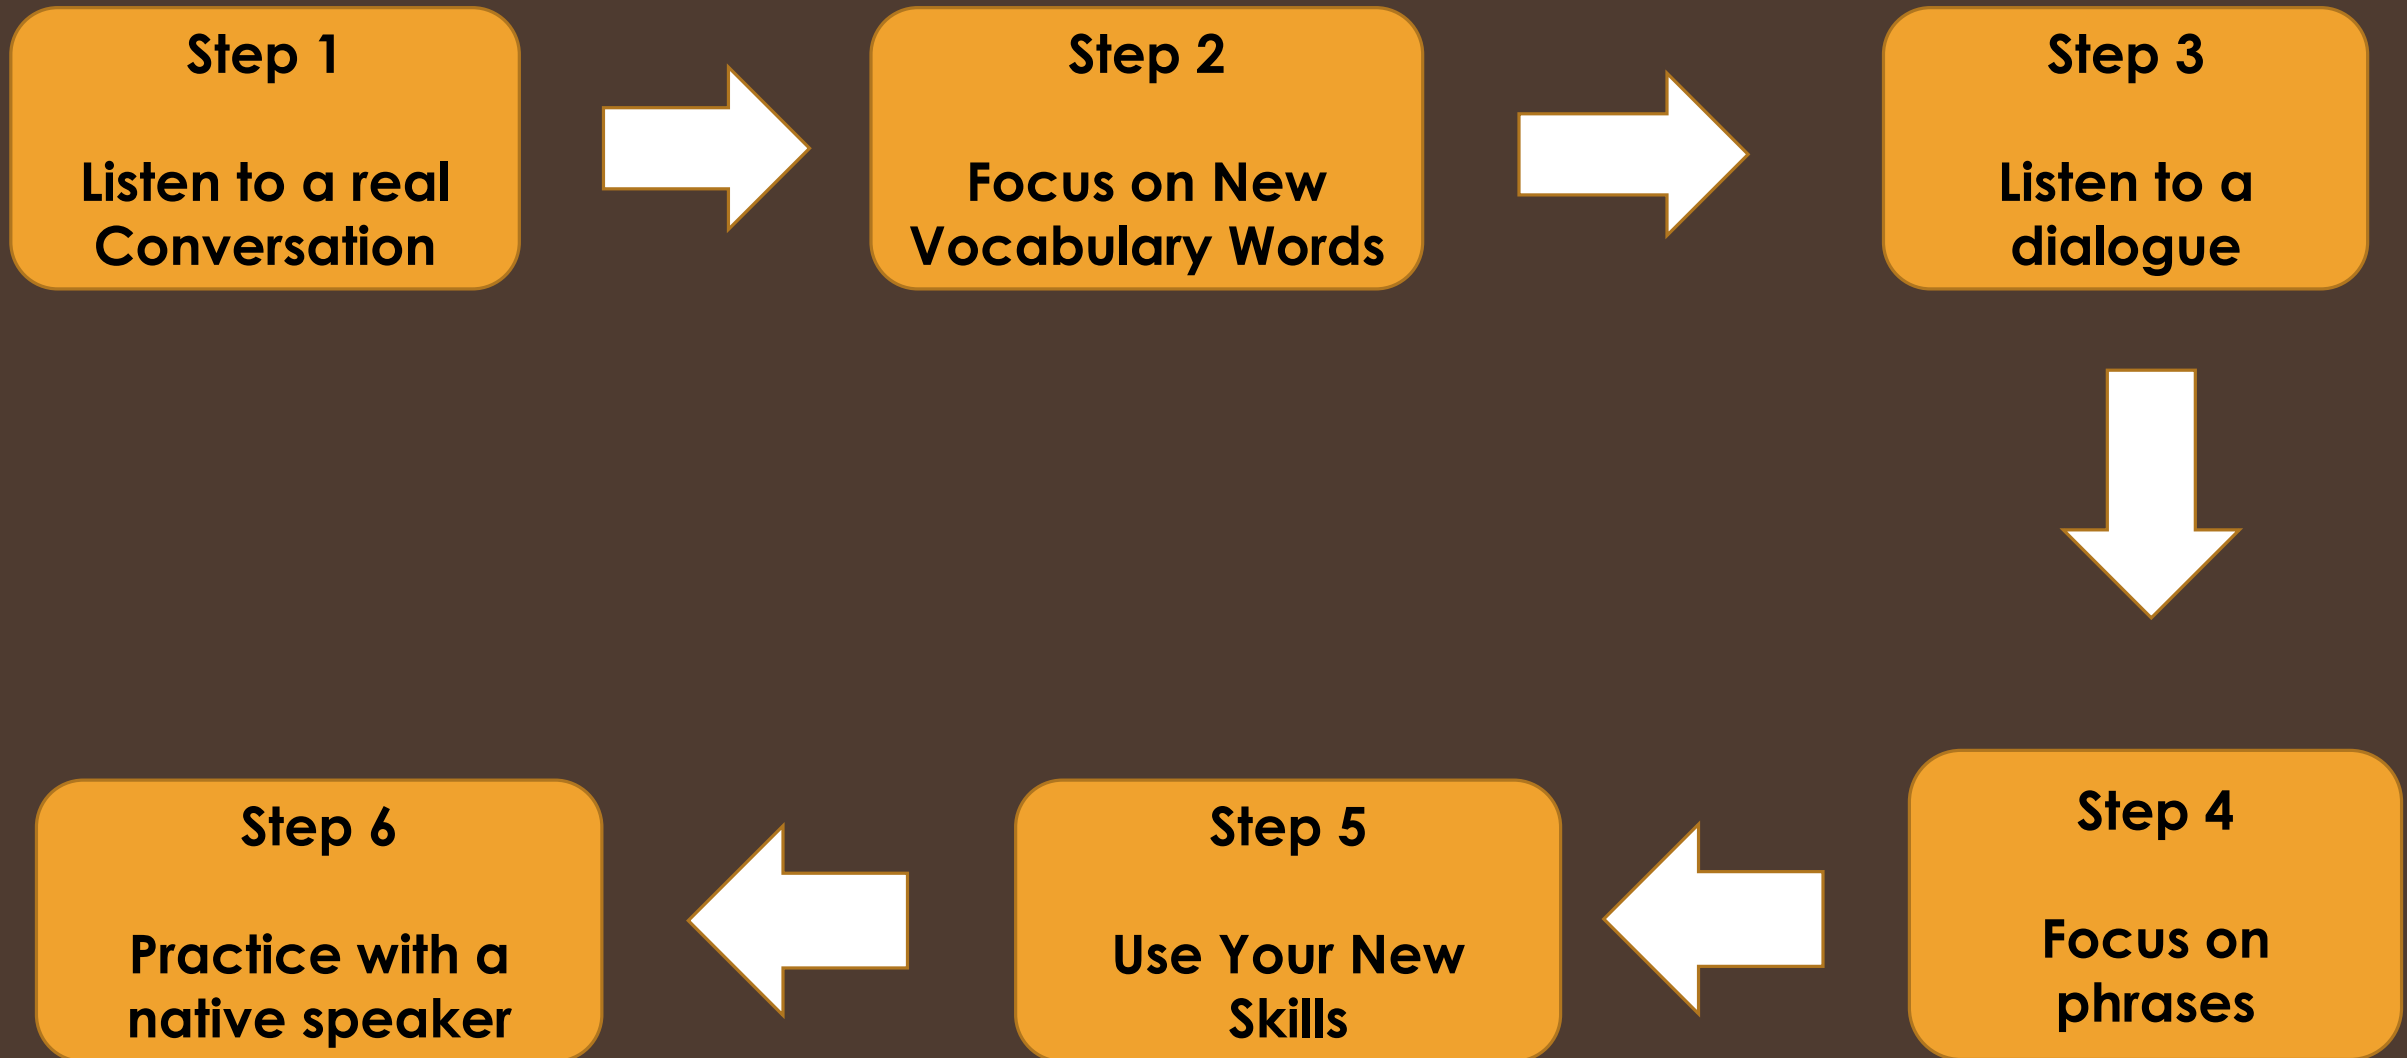 Step 1
Listen to a real
Conversation
Step 2
Focus on New
Vocabulary Words
Step 3
Listen to a
dialogue
Step 4
Focus on
phrases
Step 5
Use Your New
Skills
Step 6
Practice with a
native speaker